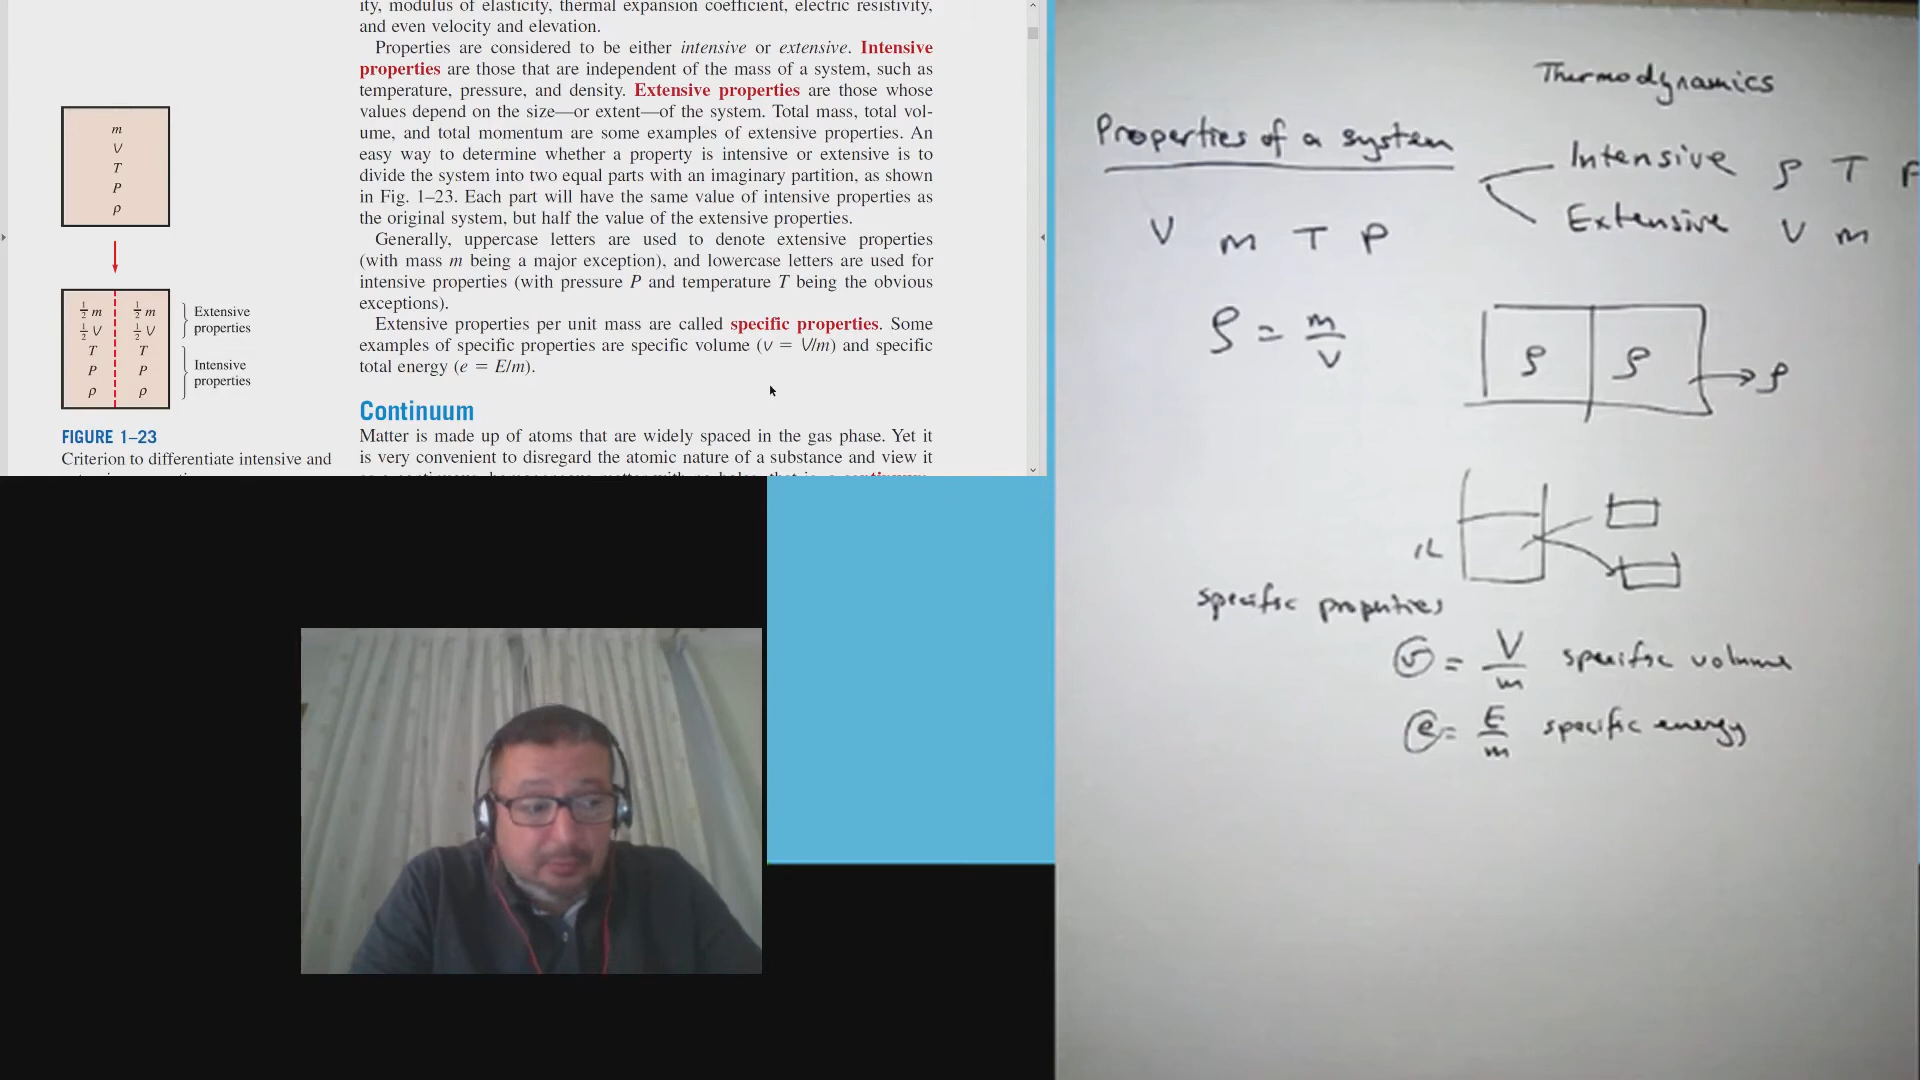 ity, modulus of elasticity, thermal expansion coefficient, electric resistivity,
and even velocity and elevation.
Properties are considered to be either intensive or extensive. Intensive
properties are those that are independent of the mass of a system, such as
temperature, pressure, and density. Extensive properties are those whose
values depend on the size—or extent—of the system. Total mass, total vol-
ume, and total momentum are some examples of extensive properties. An
easy way to determine whether a property is intensive or extensive is to
divide the system into two equal parts with an imaginary partition, as shown
in Fig. 1–23. Each part will have the same value of intensive properties as
the original system, but half the value of the extensive properties.
Generally, uppercase letters are used to denote extensive properties
(with mass m being a major exception), and lowercase letters are used for
intensive properties (with pressure P and temperature T being the obvious
exceptions).
Extensive properties per unit mass are called specific properties. Some
examples of specific properties are specific volume (v = V/m) and specific
total energy (e = E/m).
Continuum
Matter is made up of atoms that are widely spaced in the gas phase. Yet it
is very convenient to disregard the atomic nature of a substance and view it
m
V
T
P
ρ
½ m ½ m
½ V ½ V
T T
P P
ρ ρ
Extensive
properties
Intensive
properties
FIGURE 1–23
Criterion to differentiate intensive and
Thermodynamics
Properties of a system
Intensive ρ T P
Extensive V m
V m T P
ρ = m/V
ρ ρ ρ
1L
specific properties
v = V/m specific volume
e = E/m specific energy